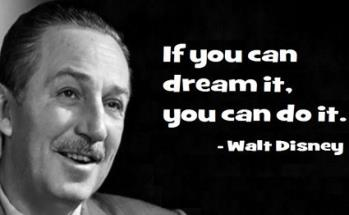 If you can
dream it,
you can do it.
- Walt Disney